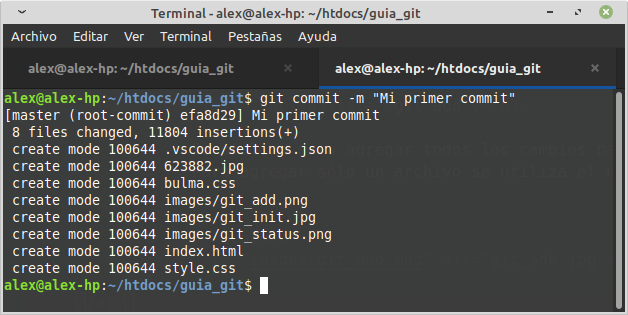 Terminal - alex@alex-hp: ~/htdocs/guia_git
Archivo Editar Ver Terminal Pestañas Ayuda
alex@alex-hp: ~/htdocs/guia_git × alex@alex-hp: ~/htdocs/guia_git ×
alex@alex-hp:~/htdocs/guia_git$ git commit -m "Mi primer commit"
[master (root-commit) efa8d29] Mi primer commit
 8 files changed, 11804 insertions(+)
 create mode 100644 .vscode/settings.json
 create mode 100644 623882.jpg
 create mode 100644 bulma.css
 create mode 100644 images/git_add.png
 create mode 100644 images/git_init.jpg
 create mode 100644 images/git_status.png
 create mode 100644 index.html
 create mode 100644 style.css
alex@alex-hp:~/htdocs/guia_git$